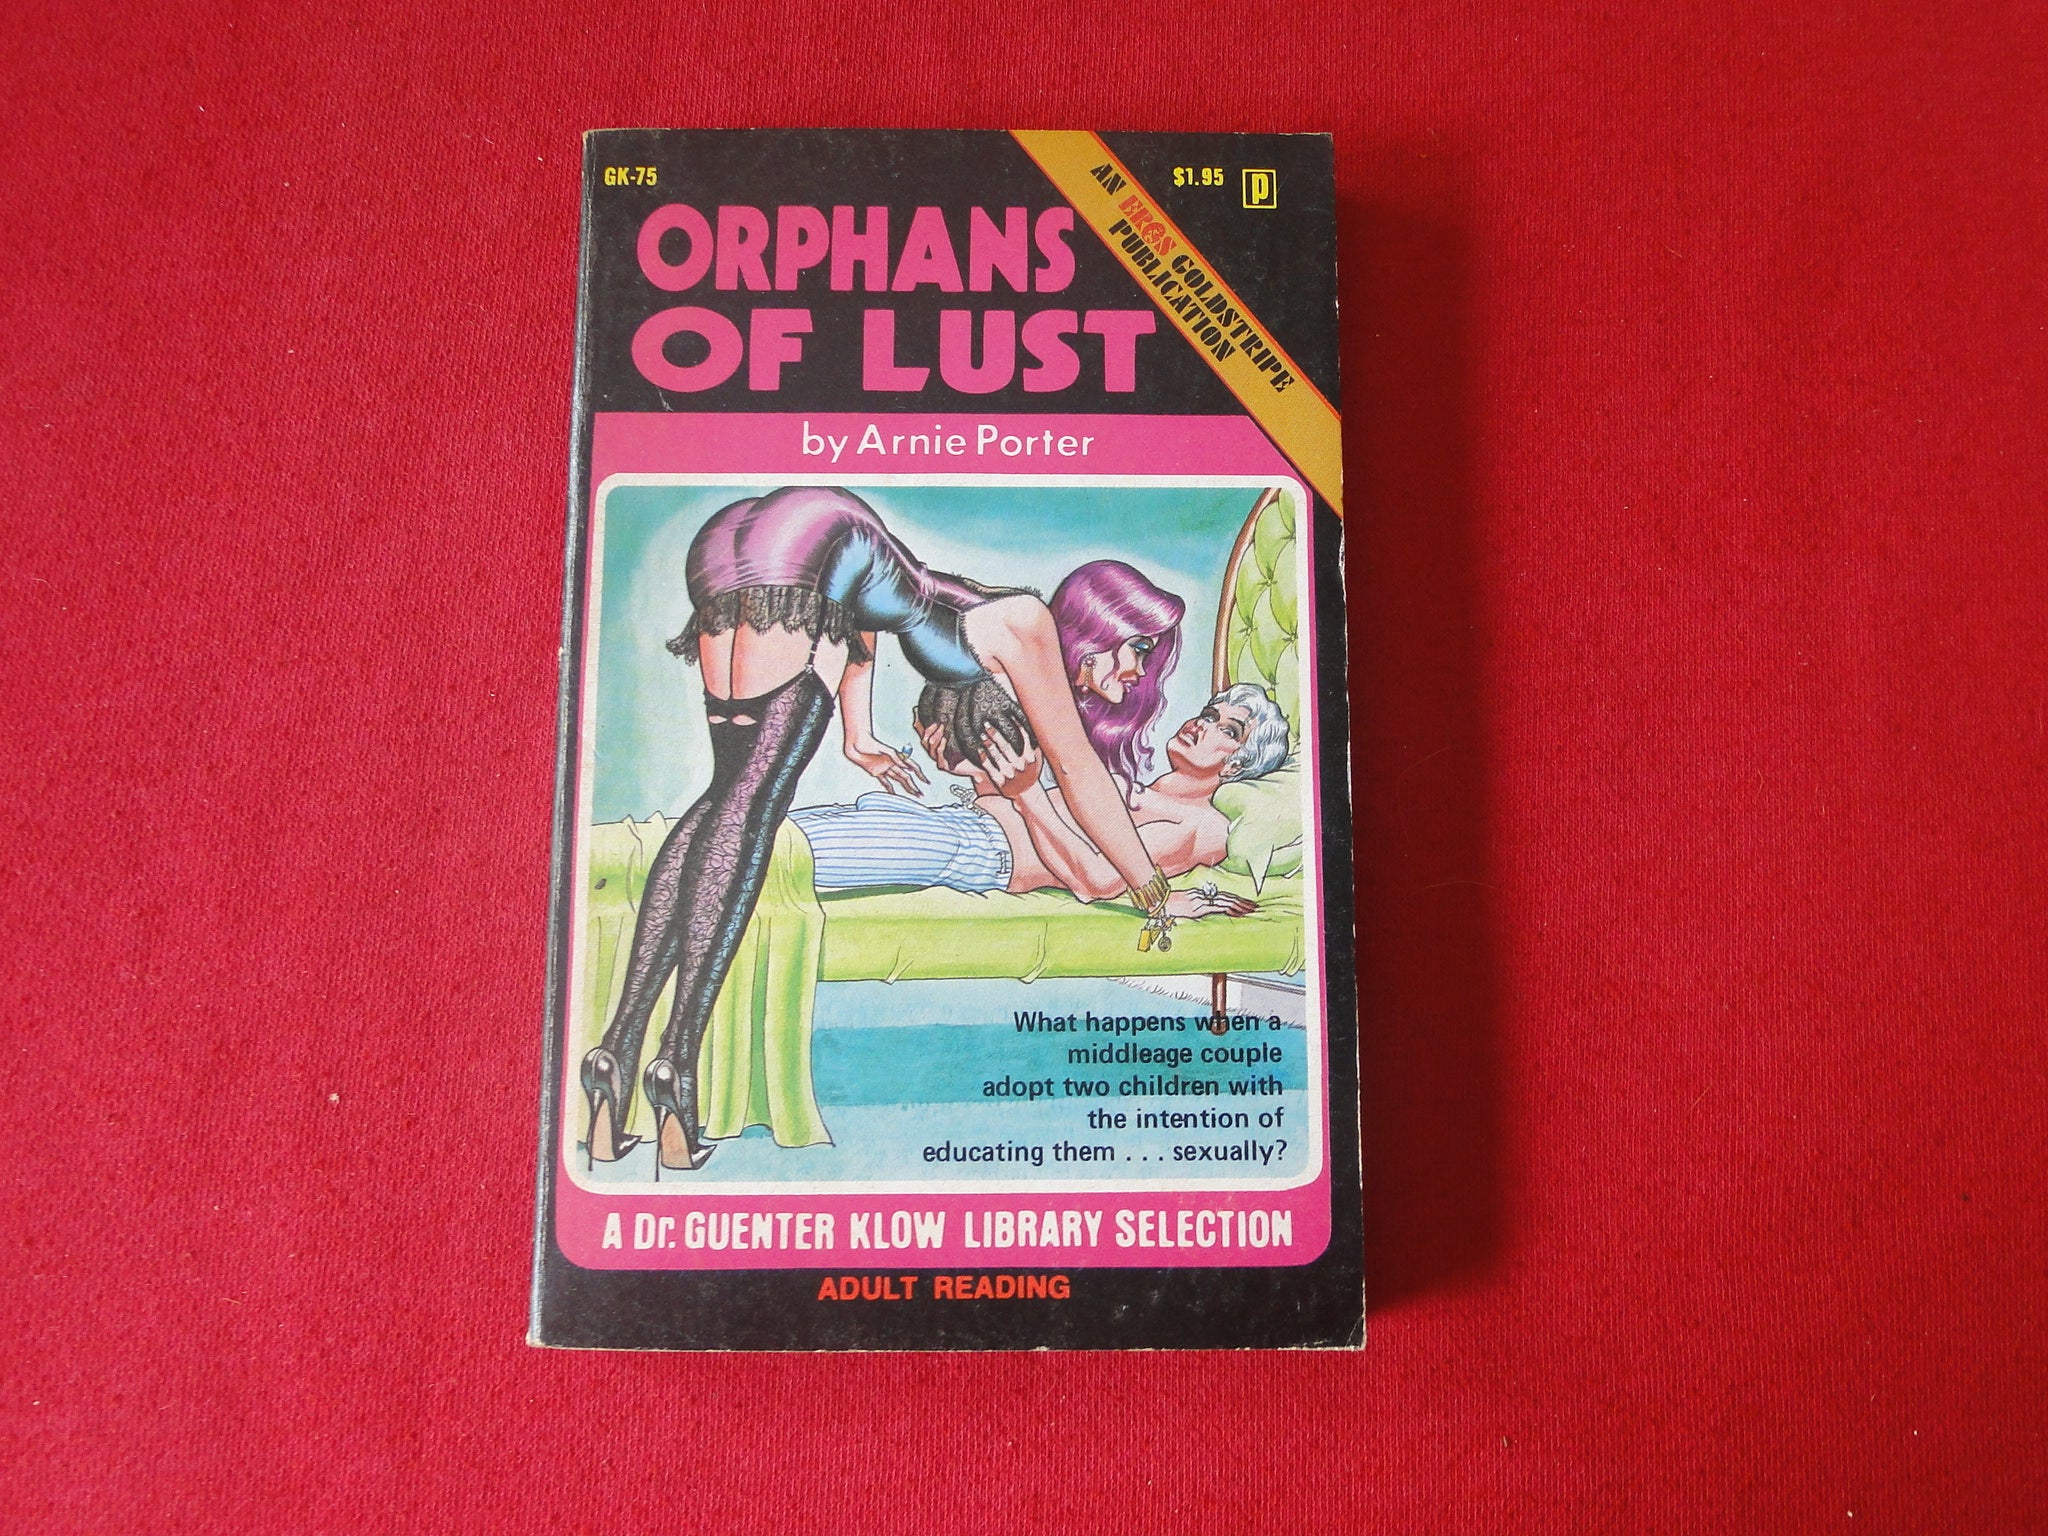 GK-75
$1.95
P
AN EROS GOLDSTRIPE
PUBLICATION
ORPHANS
OF LUST
by Arnie Porter
What happens when a
middleage couple
adopt two children with
the intention of
educating them . . . sexually?
A Dr. GUENTER KLOW LIBRARY SELECTION
ADULT READING